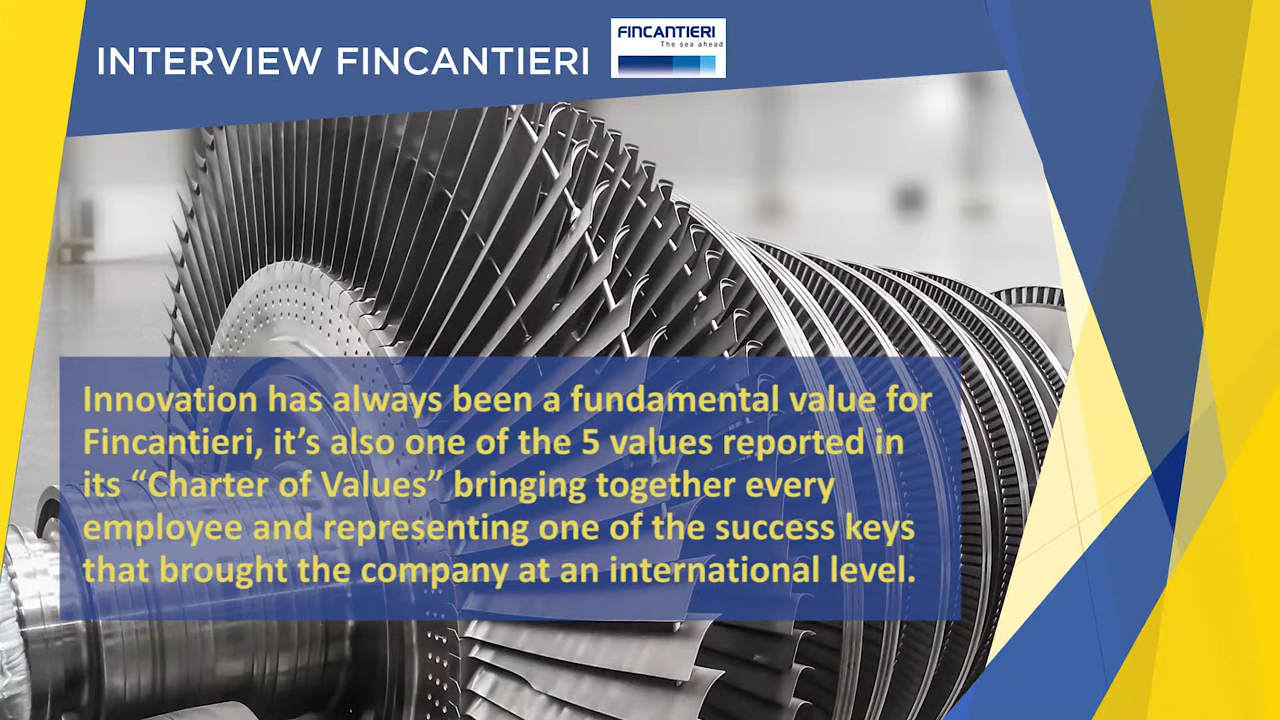 INTERVIEW FINCANTIERI
FINCANTIERI
The sea ahead
Innovation has always been a fundamental value for
Fincantieri, it’s also one of the 5 values reported in
its “Charter of Values” bringing together every
employee and representing one of the success keys
that brought the company at an international level.